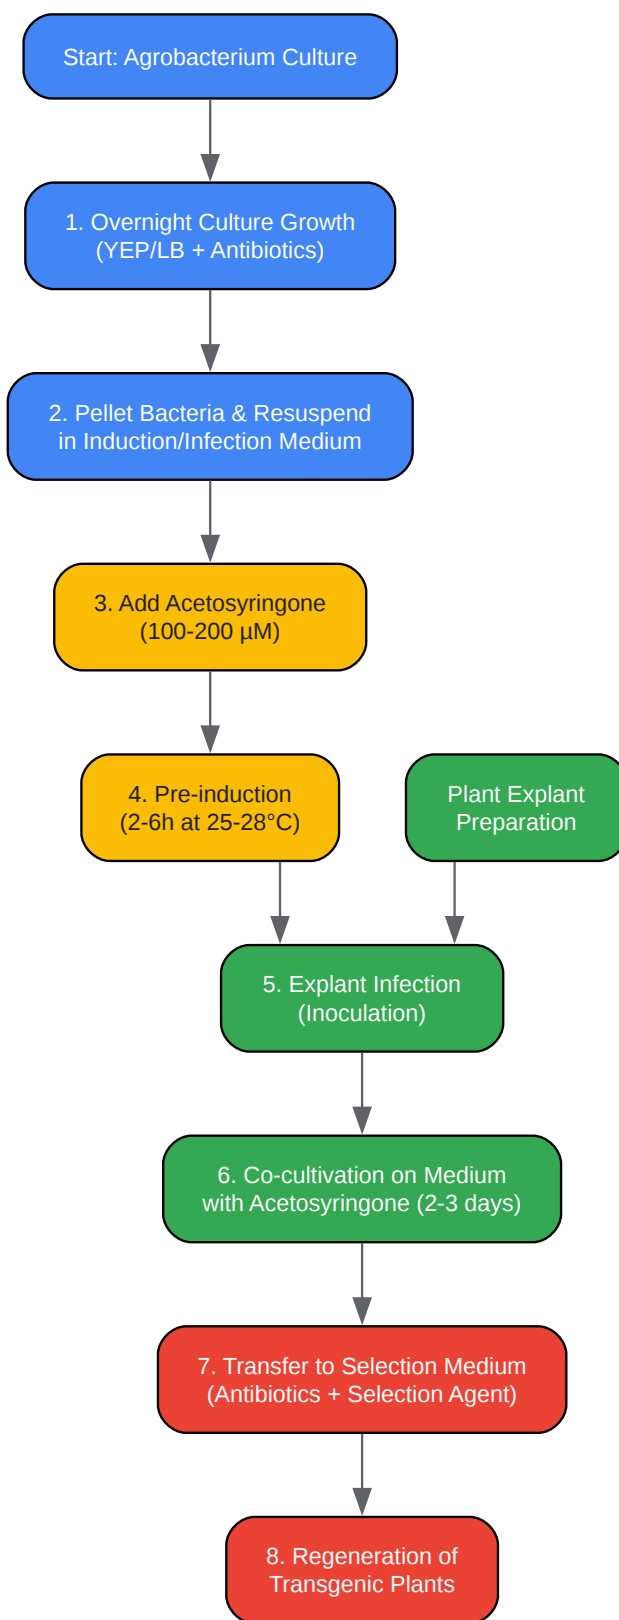 Start: Agrobacterium Culture
1. Overnight Culture Growth
(YEP/LB + Antibiotics)
2. Pellet Bacteria & Resuspend
in Induction/Infection Medium
3. Add Acetosyringone
(100-200 µM)
4. Pre-induction
(2-6h at 25-28°C)
Plant Explant
Preparation
5. Explant Infection
(Inoculation)
6. Co-cultivation on Medium
with Acetosyringone (2-3 days)
7. Transfer to Selection Medium
(Antibiotics + Selection Agent)
8. Regeneration of
Transgenic Plants